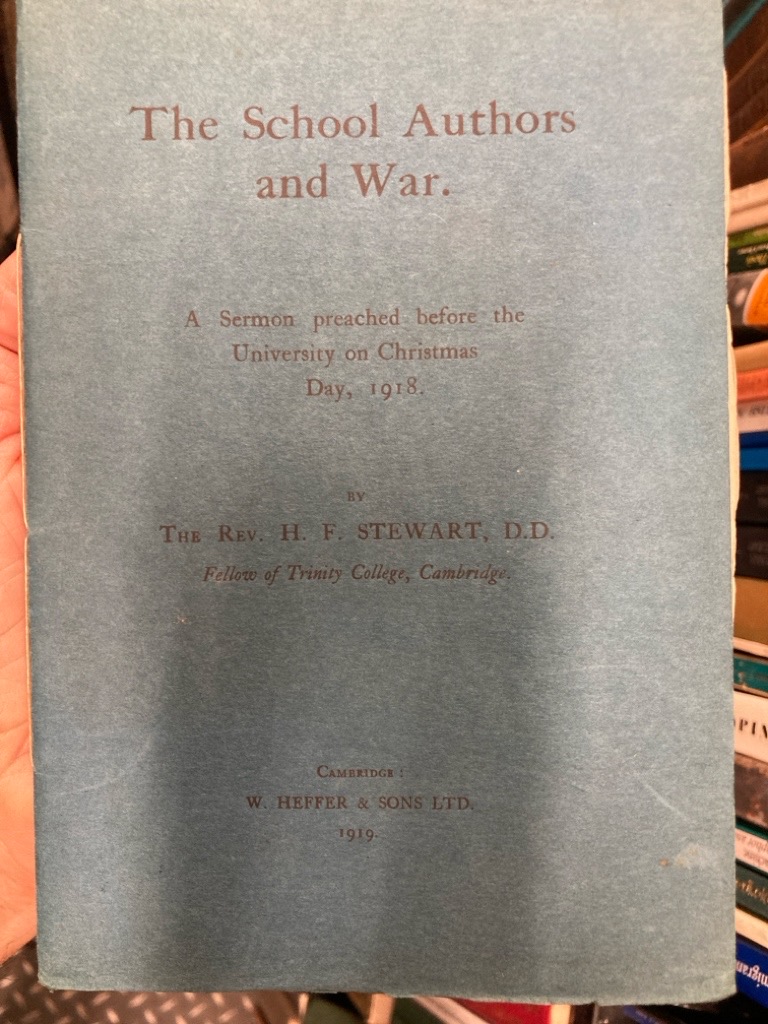 The School Authors
and War.
A Sermon preached before the
University on Christmas
Day, 1918.
BY
THE REV. H. F. STEWART, D.D.
Fellow of Trinity College, Cambridge.
CAMBRIDGE :
W. HEFFER & SONS LTD.
1919.